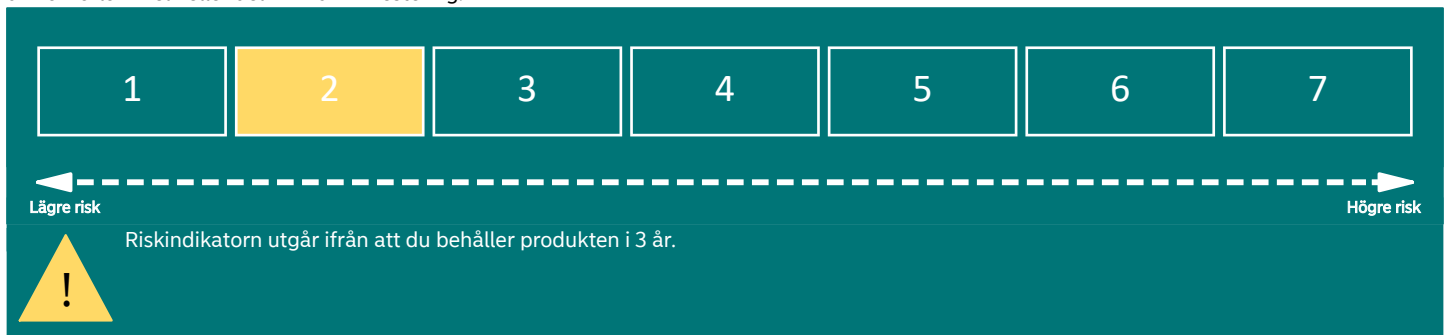 1 2 3 4 5 6 7
Lägre risk Högre risk
Riskindikatorn utgår ifrån att du behåller produkten i 3 år.
!